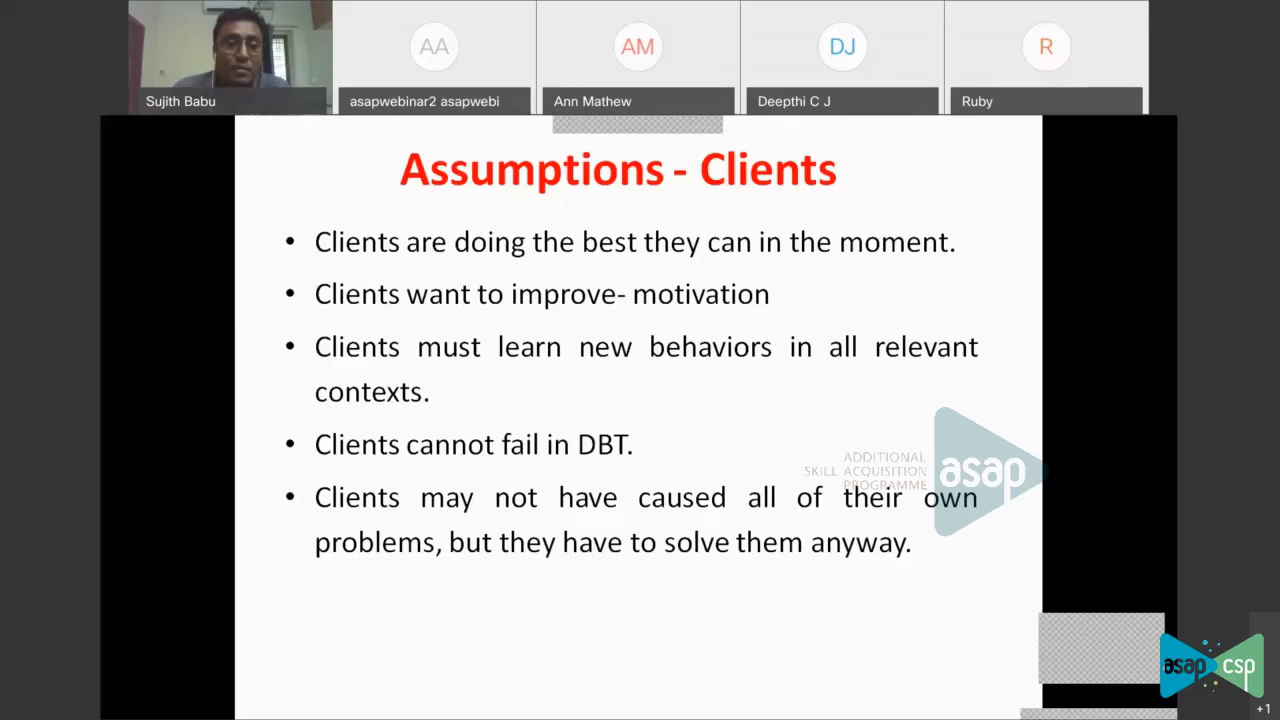 AA
AM
DJ
R
Sujith Babu
asapwebinar2 asapwebi
Ann Mathew
Deepthi C J
Ruby
Assumptions - Clients
• Clients are doing the best they can in the moment.
• Clients want to improve- motivation
• Clients must learn new behaviors in all relevant
contexts.
• Clients cannot fail in DBT.
• Clients may not have caused all of their own
problems, but they have to solve them anyway.
ADDITIONAL
SKILL ACQUISITION
PROGRAMME
asap
asap csp
+1